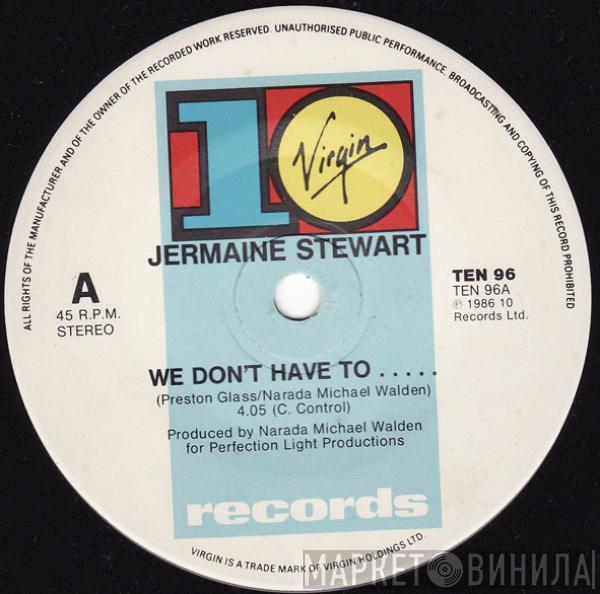 ALL RIGHTS OF THE MANUFACTURER AND OF THE OWNER OF THE RECORDED WORK RESERVED. UNAUTHORISED PUBLIC PERFORMANCE, BROADCASTING AND COPYING OF THIS RECORD PROHIBITED
10
Virgin
JERMAINE STEWART
A
45 R.P.M.
STEREO
TEN 96
TEN 96A
℗ 1986 10
Records Ltd.
WE DON'T HAVE TO . . . . .
(Preston Glass/Narada Michael Walden)
4.05 (C. Control)
Produced by Narada Michael Walden
for Perfection Light Productions
records
VIRGIN IS A TRADE MARK OF VIRGIN HOLDINGS LTD.
МАРКЕТ ВИНИЛА